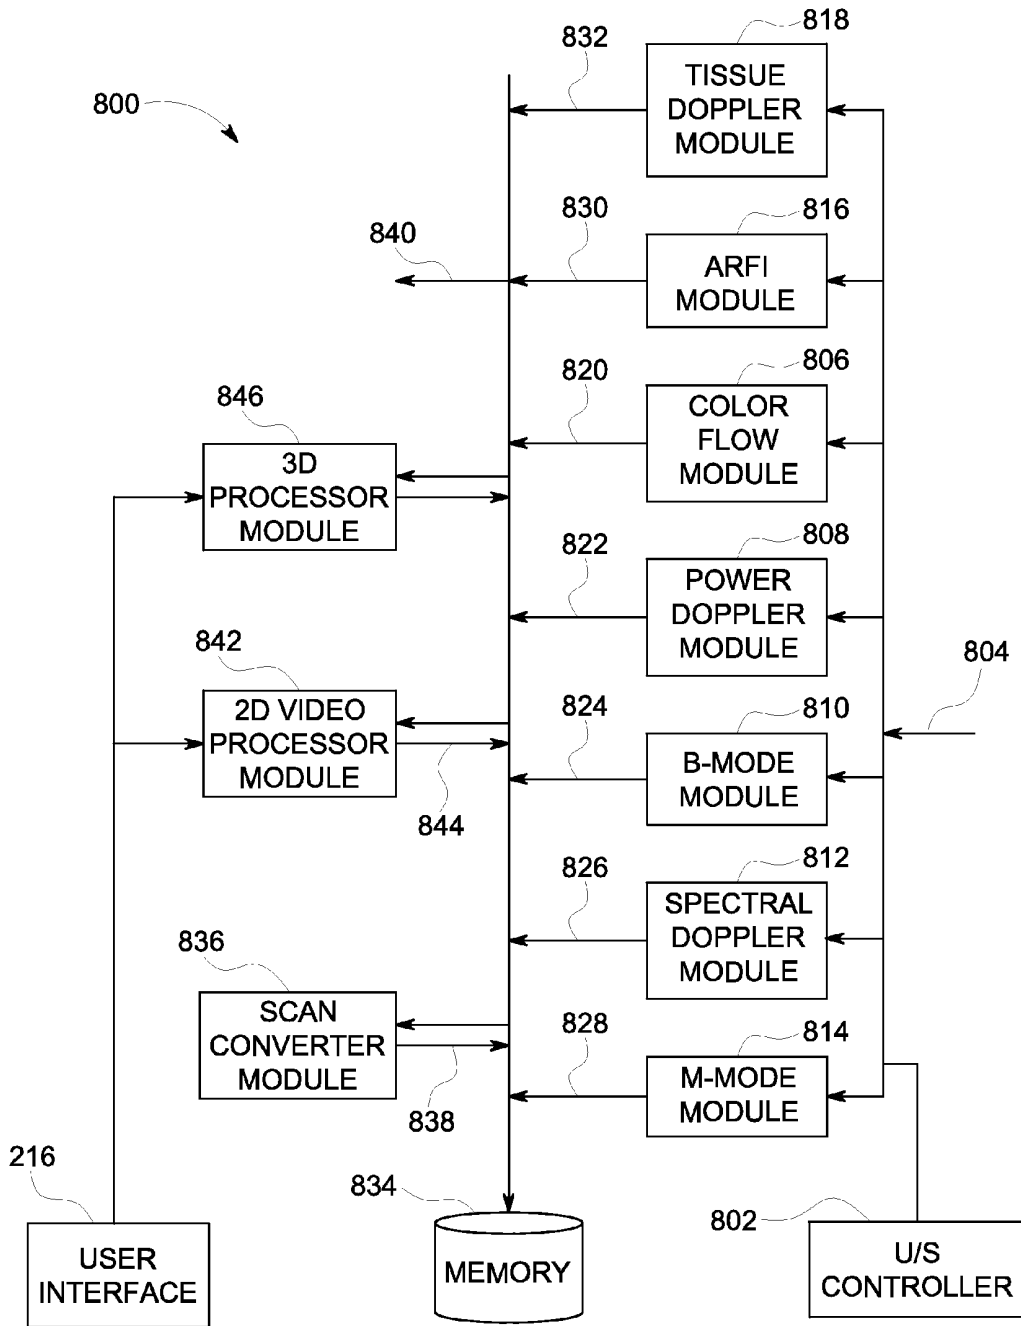 818
832
TISSUE
DOPPLER
MODULE
800
816
830
840
ARFI
MODULE
806
820
846
COLOR
FLOW
MODULE
3D
PROCESSOR
MODULE
822
808
POWER
DOPPLER
MODULE
842
804
824
810
2D VIDEO
PROCESSOR
MODULE
B-MODE
MODULE
844
826
812
SPECTRAL
DOPPLER
MODULE
836
SCAN
CONVERTER
MODULE
828
814
M-MODE
MODULE
838
216
834
802
USER
INTERFACE
MEMORY
U/S
CONTROLLER